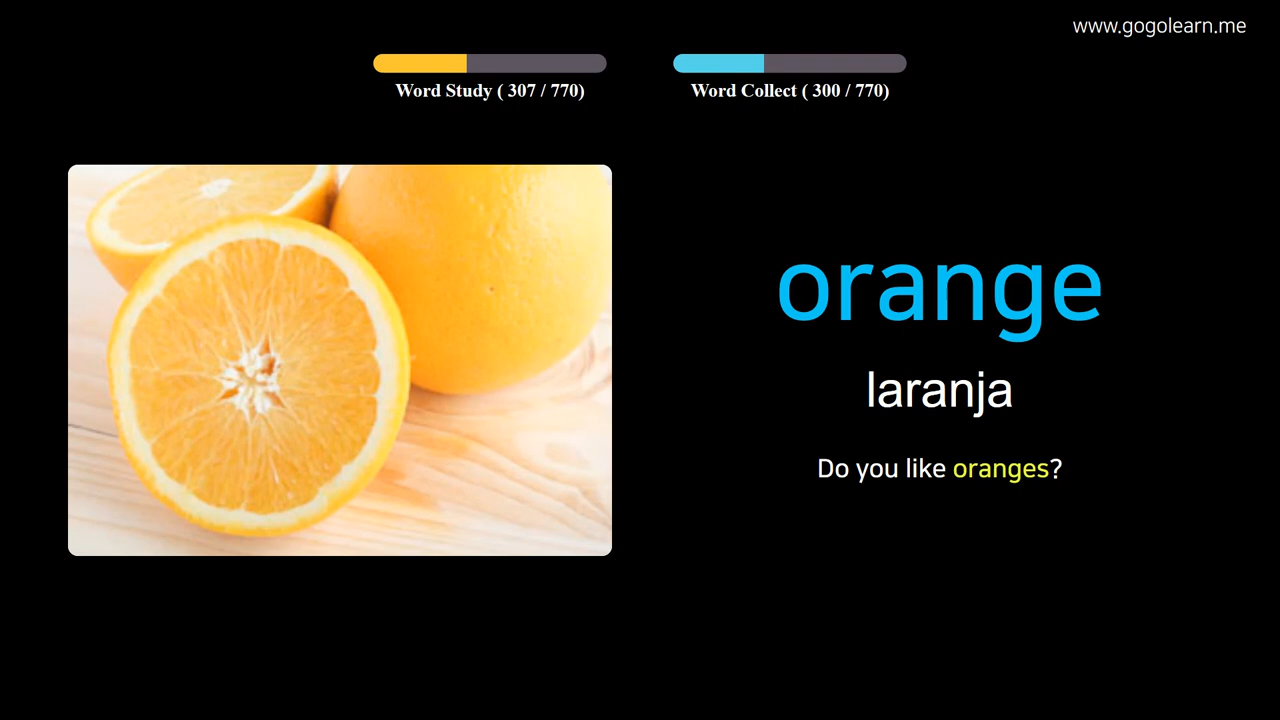 www.gogolearn.me
Word Study ( 307 / 770)
Word Collect ( 300 / 770)
orange
laranja
Do you like oranges?